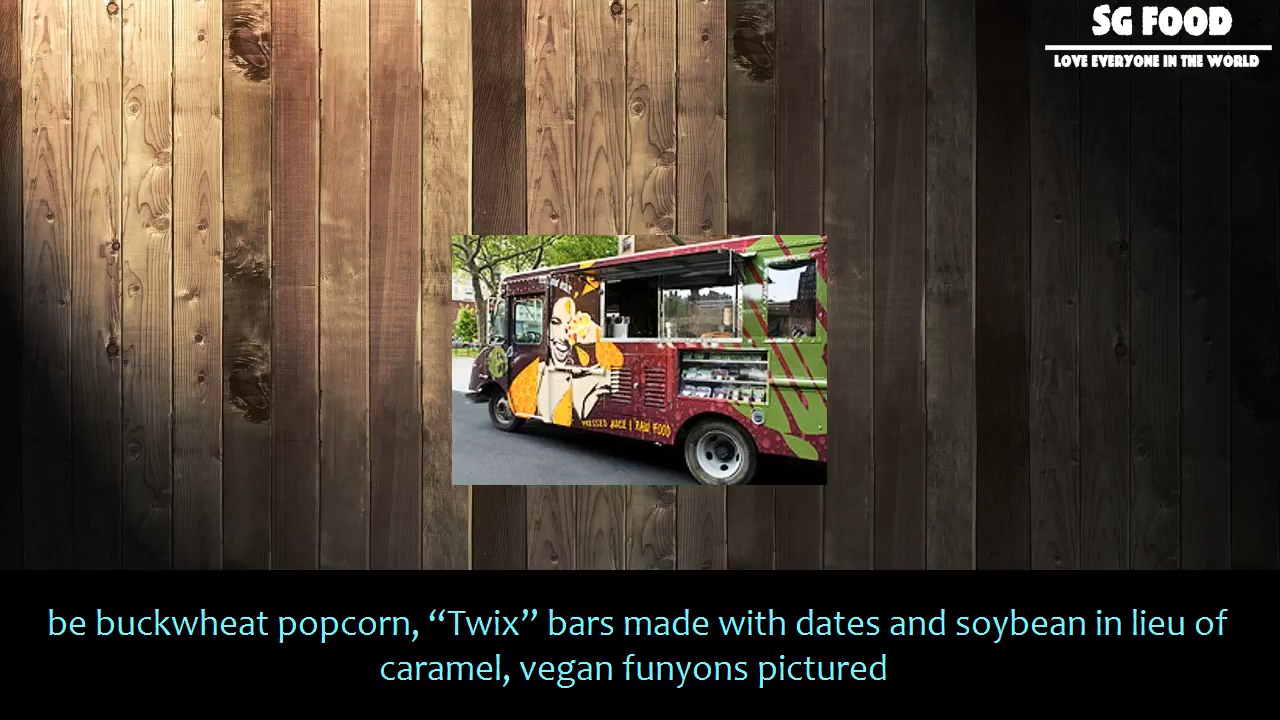 SG FOOD
LOVE EVERYONE IN THE WORLD
PRESSED JUICE | RAW FOOD
be buckwheat popcorn, “Twix” bars made with dates and soybean in lieu of
caramel, vegan funyons pictured